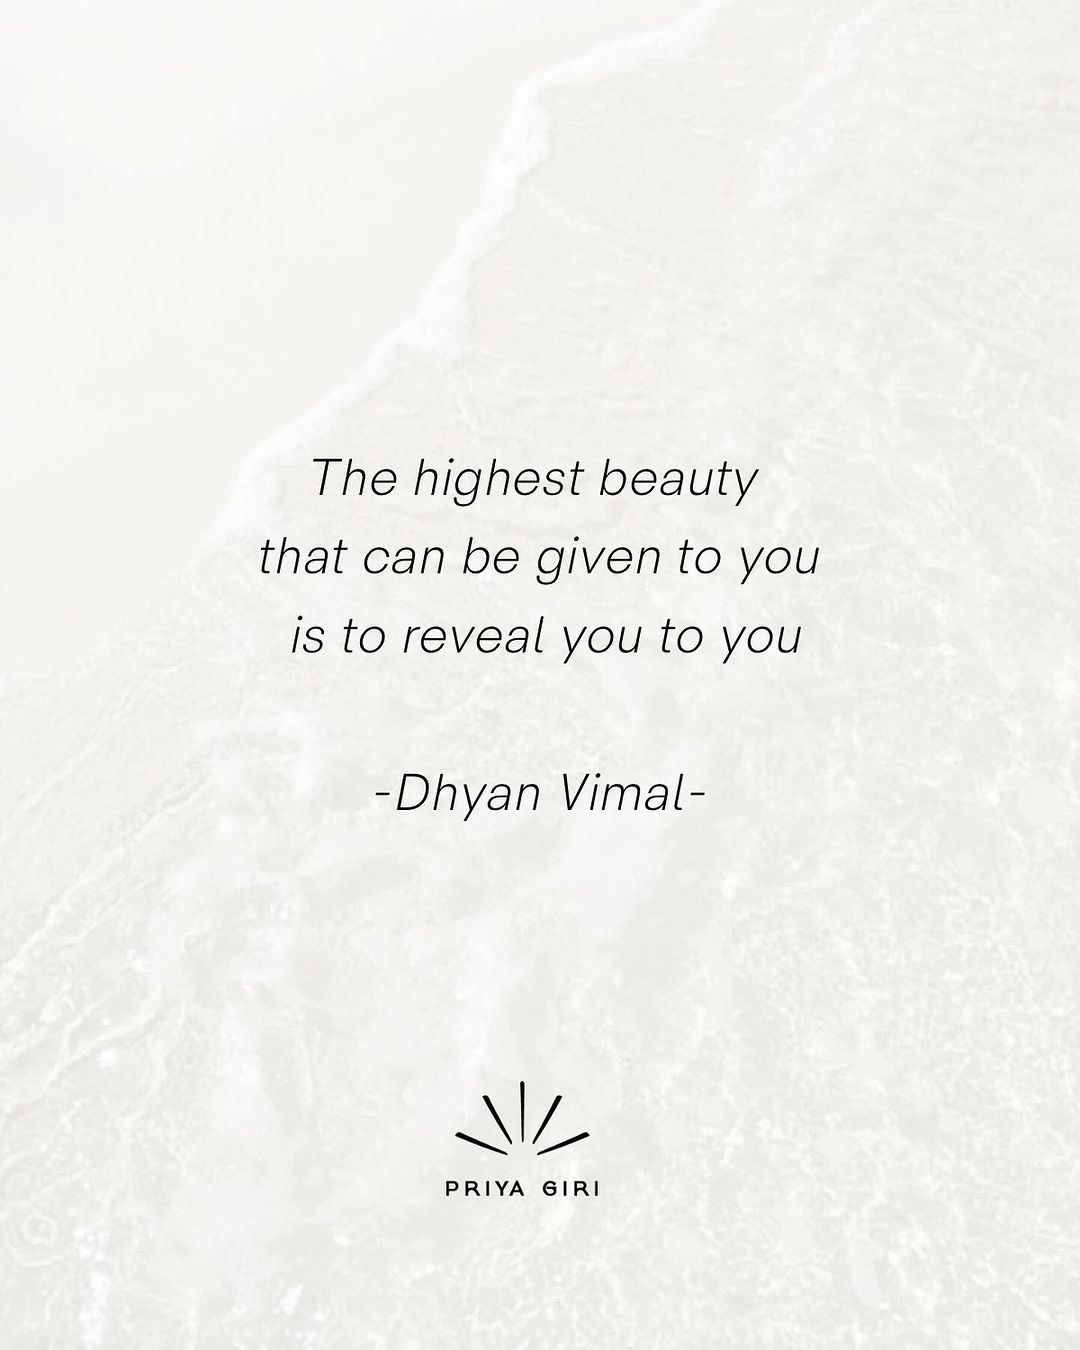 The highest beauty
that can be given to you
is to reveal you to you
-Dhyan Vimal-
PRIYA GIRI